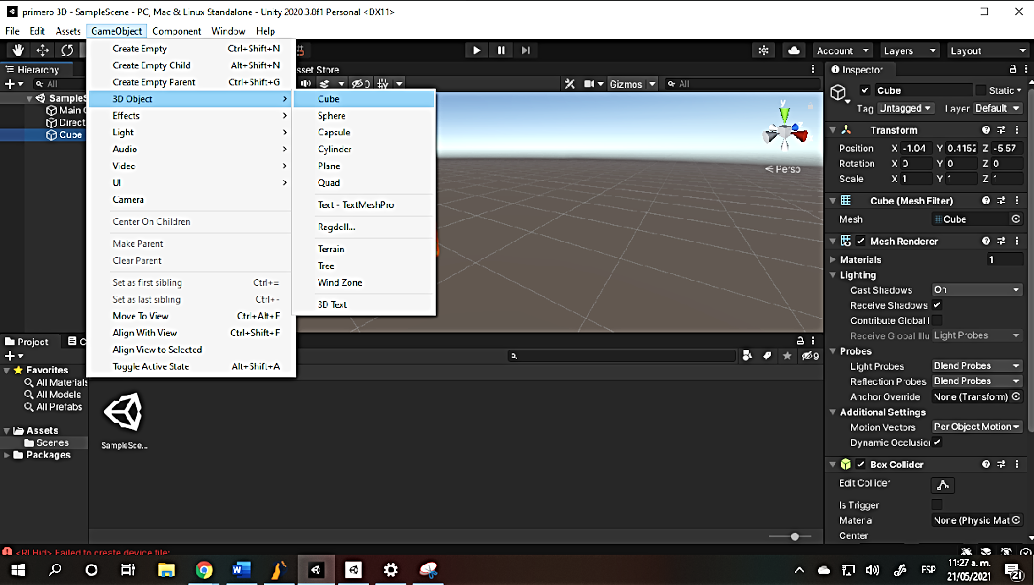 primero 3D - SampleScene - PC, Mac & Linux Standalone - Unity 2020.3.0f1 Personal <DX11>
File Edit Assets GameObject Component Window Help
Account Layers Layout
Hierarchy
All
Asset Store
Gizmos All
SampleS
Main C
Direct
Cube
Create Empty Ctrl+Shift+N
Create Empty Child Alt+Shift+N
Create Empty Parent Ctrl+Shift+G
3D Object
Effects
Light
Audio
Video
UI
Camera
Center On Children
Make Parent
Clear Parent
Set as first sibling Ctrl+=
Set as last sibling Ctrl+-
Move To View Ctrl+Alt+F
Align With View Ctrl+Shift+F
Align View to Selected
Toggle Active State Alt+Shift+A
Cube
Sphere
Capsule
Cylinder
Plane
Quad
Text - TextMeshPro
Ragdoll...
Terrain
Tree
Wind Zone
3D Text
y
Persp
Inspector
Cube Static
Tag Untagged Layer Default
Transform
Position X -1.04 Y 0.4152 Z -5.57
Rotation X 0 Y 0 Z 0
Scale X 1 Y 1 Z 1
Cube (Mesh Filter)
Mesh Cube
Mesh Renderer
Materials 1
Lighting
Cast Shadows On
Receive Shadows
Contribute Global I
Receive Global Illu Light Probes
Probes
Light Probes Blend Probes
Reflection Probes Blend Probes
Anchor Override None (Transform)
Additional Settings
Motion Vectors Per Object Motion
Dynamic Occlusion
Box Collider
Edit Collider
Is Trigger
Material None (Physic Mat
Center
Project C
9
Favorites
All Materials
All Models
All Prefabs
Assets
Scenes
Packages
SampleSce...
Failed to create device file:
ESP
11:27 a. m.
21/05/2021
21